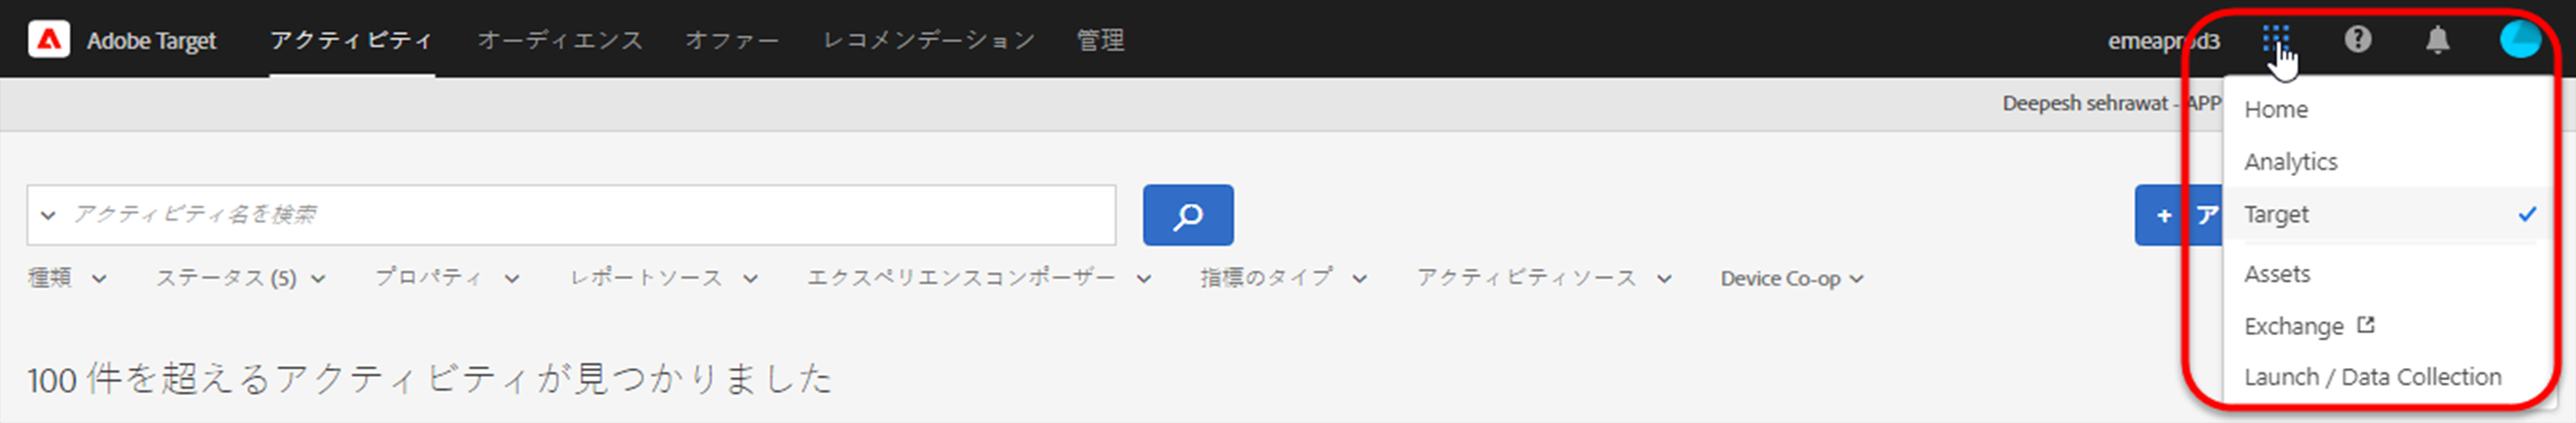 Adobe Target アクティビティ オーディエンス オファー レコメンデーション 管理 emeaprod3
Deepesh sehrawat - APP
Home
Analytics
Target
Assets
Exchange
Launch / Data Collection
アクティビティ名を検索
+ ア
種類 ステータス (5) プロパティ レポートソース エクスペリエンスコンポーザー 指標のタイプ アクティビティソース Device Co-op
100 件を超えるアクティビティが見つかりました